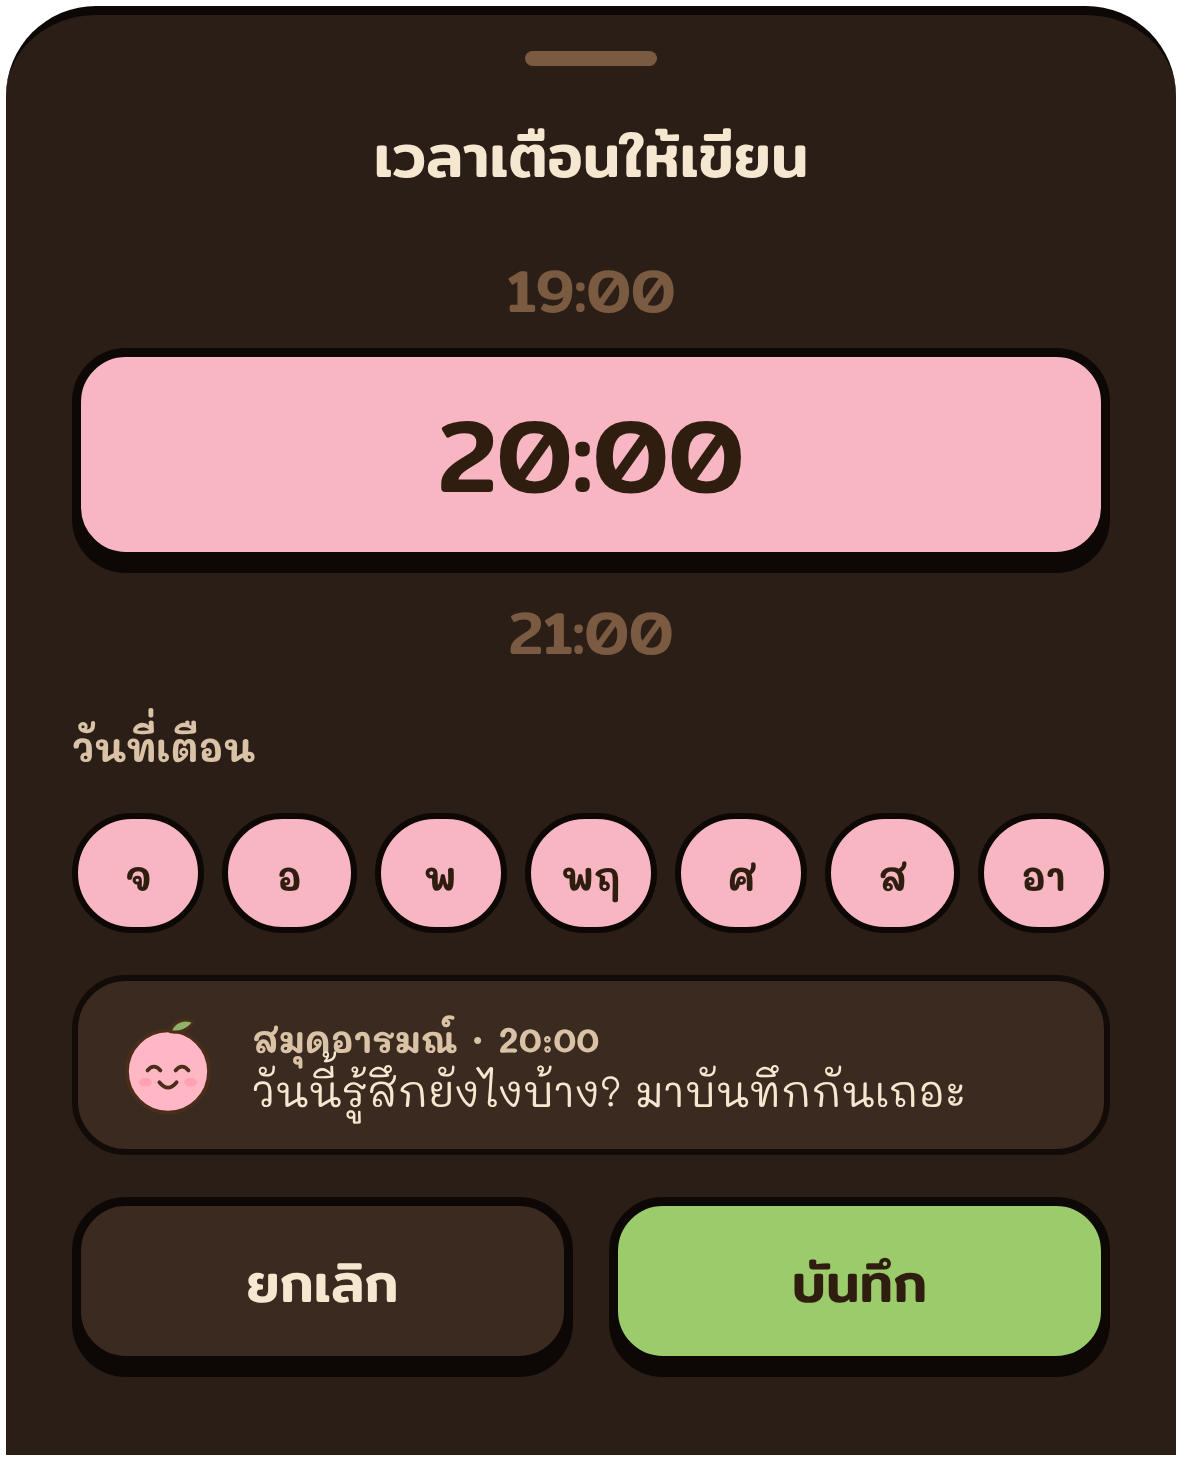 เวลาเตือนให้เขียน
19:00
20:00
21:00
วันที่เตือน
จ อ พ พฤ ศ ส อา
สมุดอารมณ์ · 20:00
วันนี้รู้สึกยังไงบ้าง? มาบันทึกกันเถอะ
ยกเลิก บันทึก